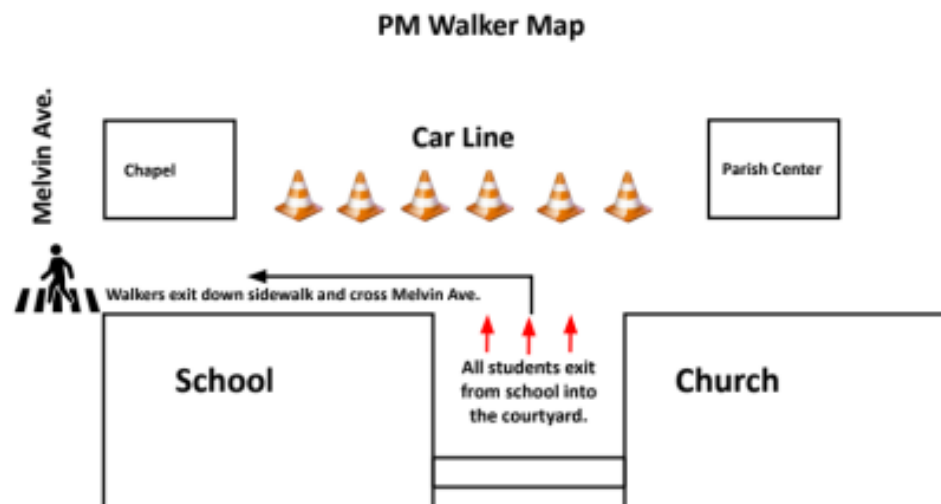 PM Walker Map
Melvin Ave.
Chapel
Car Line
Parish Center
Walkers exit down sidewalk and cross Melvin Ave.
School
All students exit
from school into
the courtyard.
Church